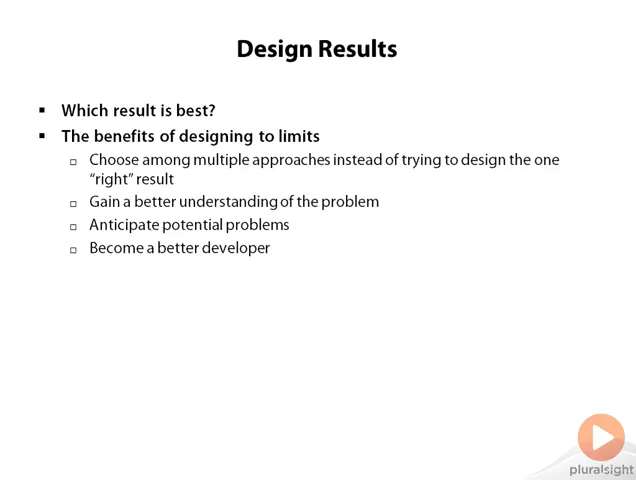 Design Results
▪ Which result is best?
▪ The benefits of designing to limits
□ Choose among multiple approaches instead of trying to design the one
“right” result
□ Gain a better understanding of the problem
□ Anticipate potential problems
□ Become a better developer
pluralsight